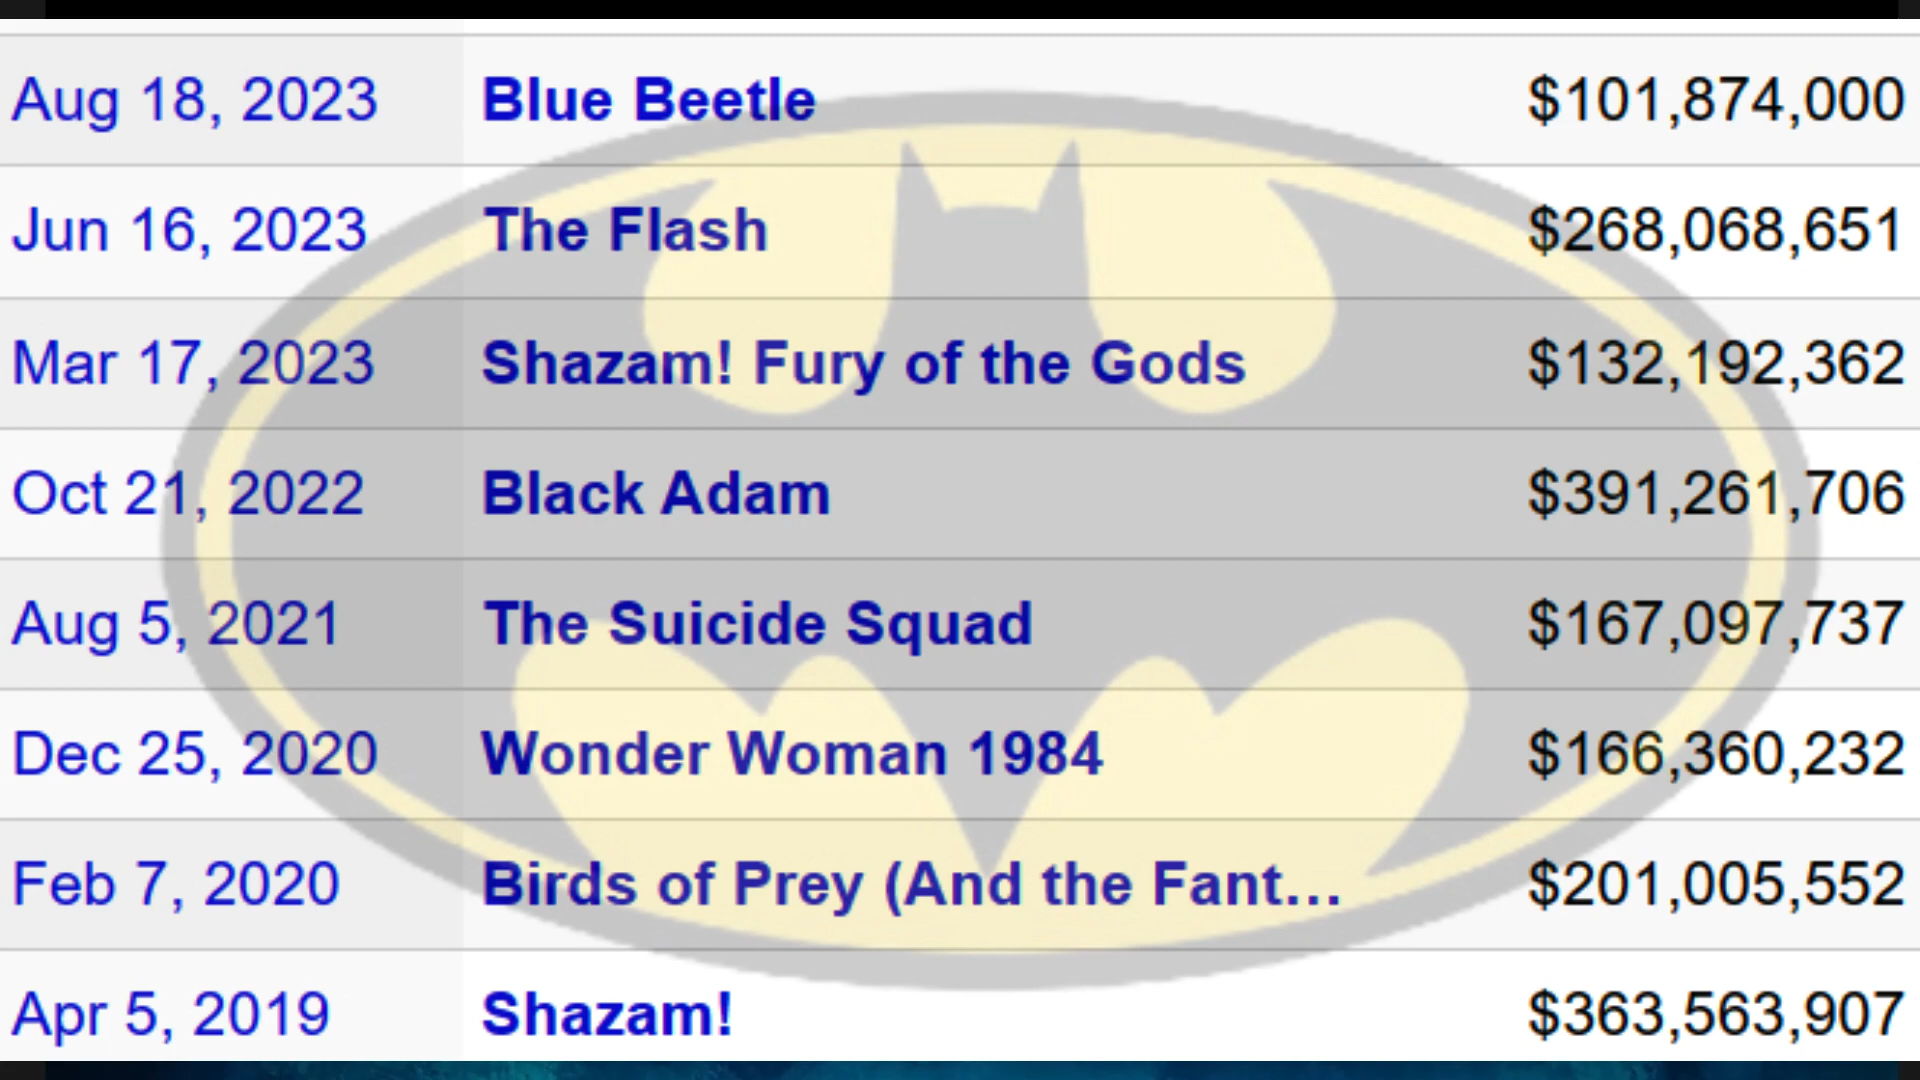 Aug 18, 2023 Blue Beetle $101,874,000
Jun 16, 2023 The Flash $268,068,651
Mar 17, 2023 Shazam! Fury of the Gods $132,192,362
Oct 21, 2022 Black Adam $391,261,706
Aug 5, 2021 The Suicide Squad $167,097,737
Dec 25, 2020 Wonder Woman 1984 $166,360,232
Feb 7, 2020 Birds of Prey (And the Fant… $201,005,552
Apr 5, 2019 Shazam! $363,563,907